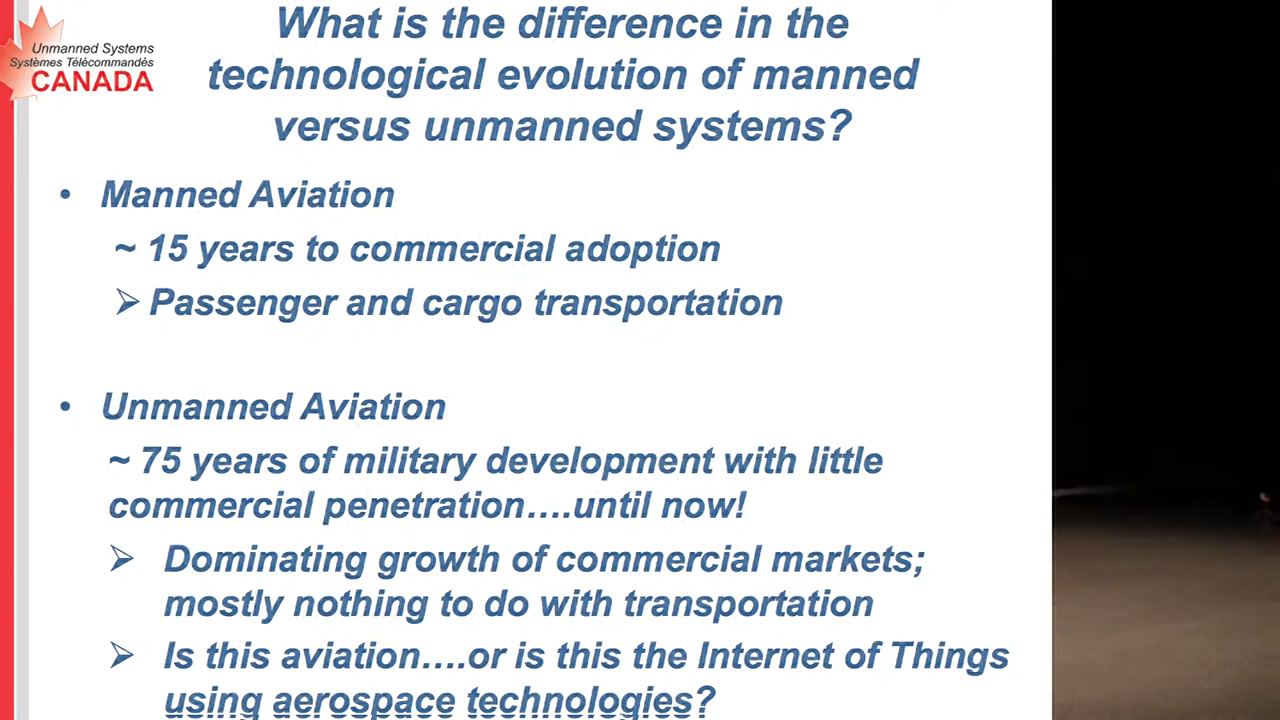 Unmanned Systems
Systèmes Télécommandés
CANADA
What is the difference in the
technological evolution of manned
versus unmanned systems?
• Manned Aviation
~ 15 years to commercial adoption
➢ Passenger and cargo transportation
• Unmanned Aviation
~ 75 years of military development with little
commercial penetration….until now!
➢ Dominating growth of commercial markets;
mostly nothing to do with transportation
➢ Is this aviation….or is this the Internet of Things
using aerospace technologies?